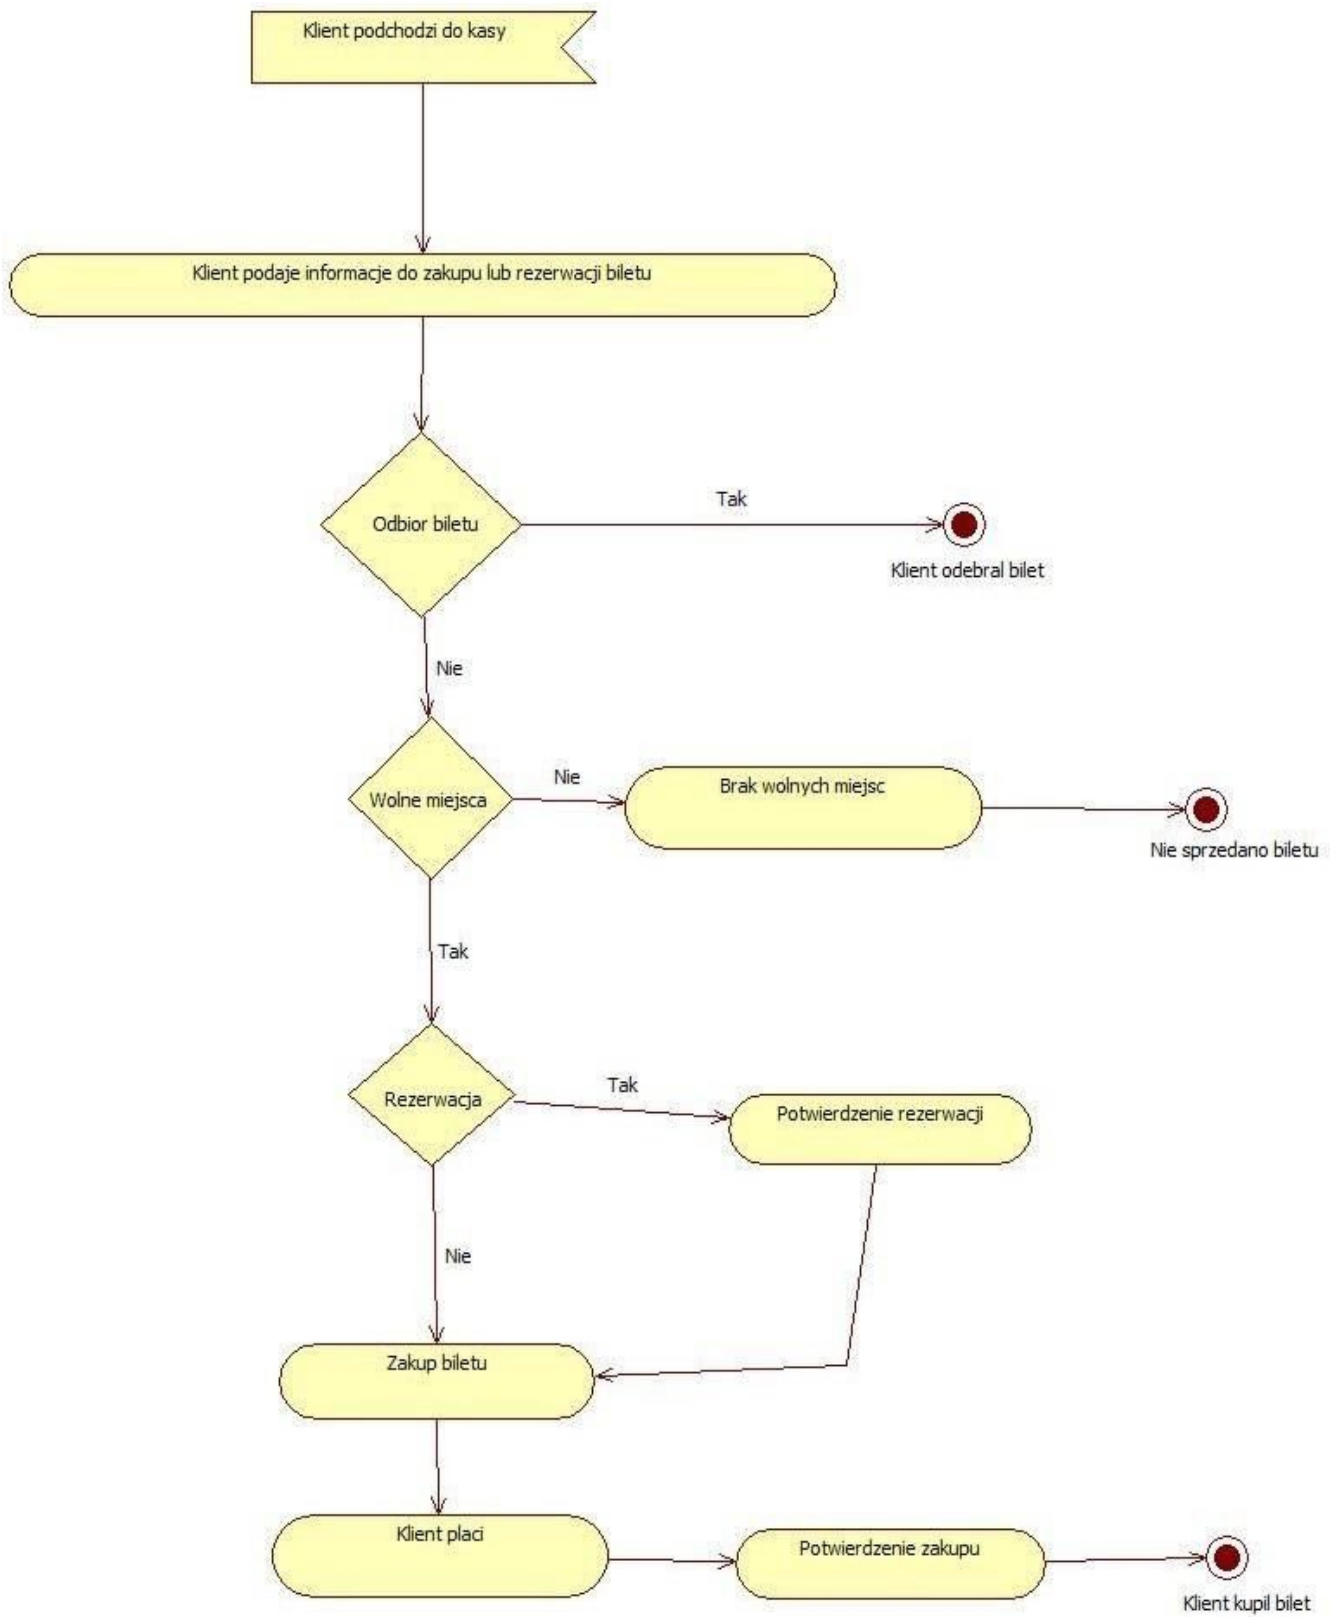 Klient podchodzi do kasy
Klient podaje informacje do zakupu lub rezerwacji biletu
Odbior biletu
Tak
Klient odebral bilet
Nie
Wolne miejsca
Nie
Brak wolnych miejsc
Nie sprzedano biletu
Tak
Rezerwacja
Tak
Potwierdzenie rezerwacji
Nie
Zakup biletu
Klient placi
Potwierdzenie zakupu
Klient kupil bilet